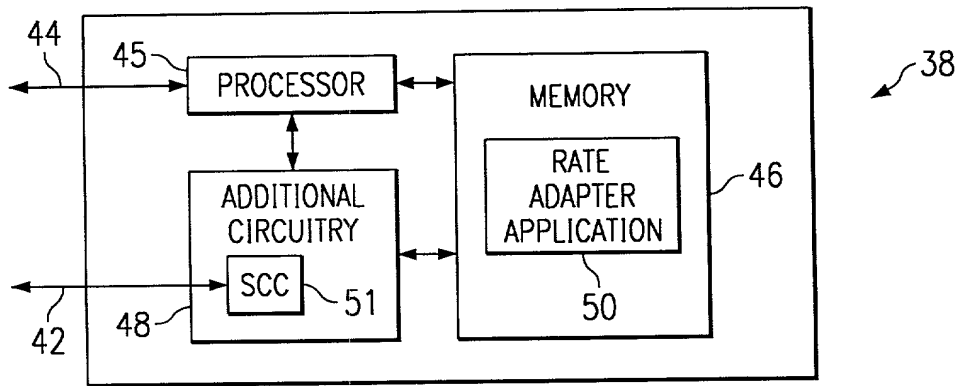 44
45
PROCESSOR
MEMORY
38
RATE
ADAPTER
APPLICATION
46
ADDITIONAL
CIRCUITRY
SCC
51
50
42
48